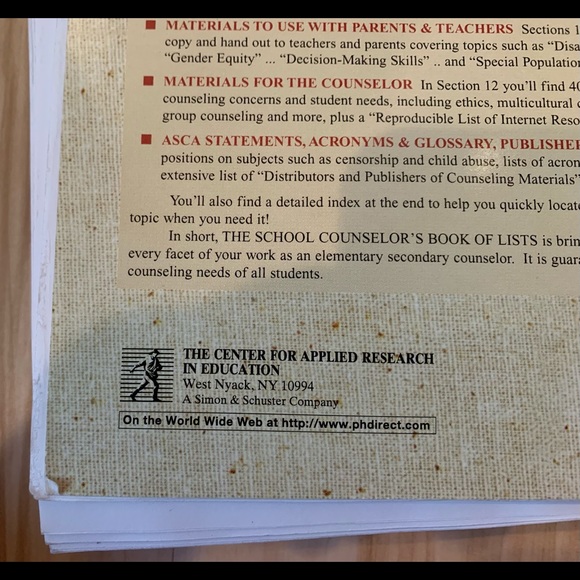 ■ MATERIALS TO USE WITH PARENTS & TEACHERS Sections 1
copy and hand out to teachers and parents covering topics such as “Disa
“Gender Equity” ... “Decision-Making Skills” .. and “Special Population
■ MATERIALS FOR THE COUNSELOR In Section 12 you’ll find 40
counseling concerns and student needs, including ethics, multicultural c
group counseling and more, plus a “Reproducible List of Internet Reso
■ ASCA STATEMENTS, ACRONYMS & GLOSSARY, PUBLISHER
positions on subjects such as censorship and child abuse, lists of acron
extensive list of “Distributors and Publishers of Counseling Materials”
You’ll also find a detailed index at the end to help you quickly locate
topic when you need it!
In short, THE SCHOOL COUNSELOR’S BOOK OF LISTS is brim
every facet of your work as an elementary secondary counselor. It is guara
counseling needs of all students.
THE CENTER FOR APPLIED RESEARCH
IN EDUCATION
West Nyack, NY 10994
A Simon & Schuster Company
On the World Wide Web at http://www.phdirect.com